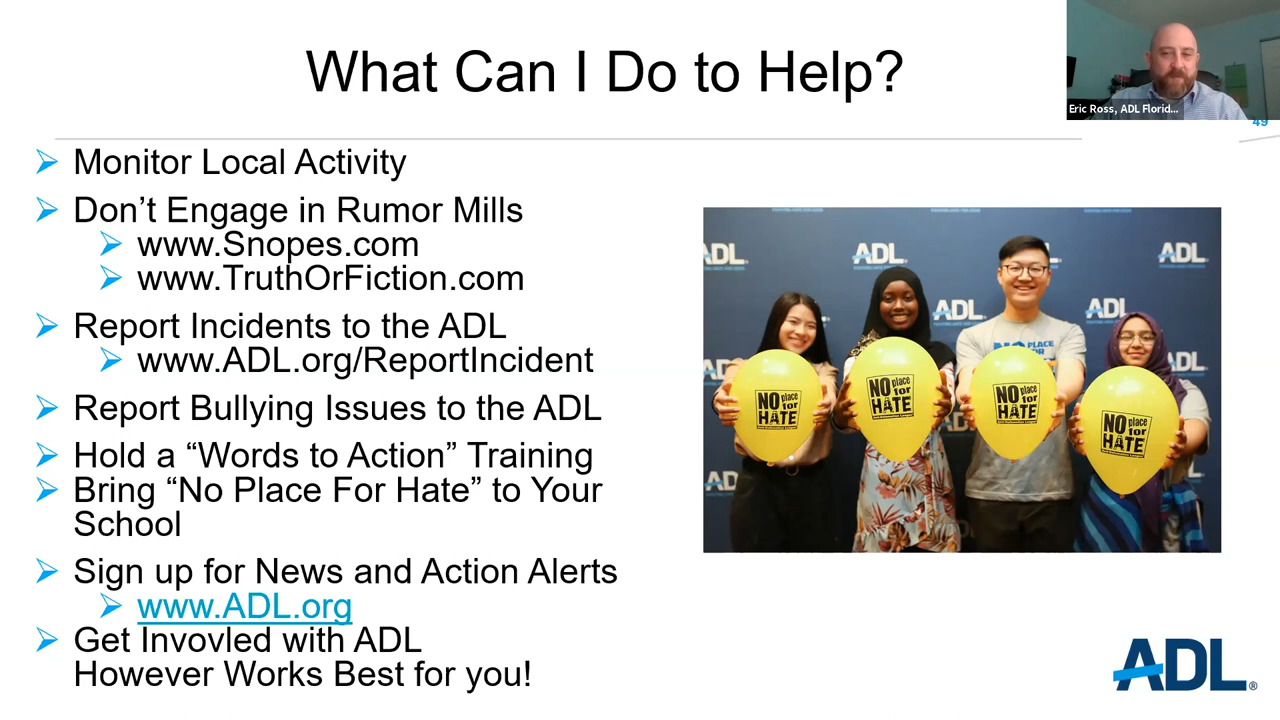 What Can I Do to Help?
Eric Ross, ADL Florid...
49
Monitor Local Activity
Don’t Engage in Rumor Mills
www.Snopes.com
www.TruthOrFiction.com
Report Incidents to the ADL
www.ADL.org/ReportIncident
Report Bullying Issues to the ADL
Hold a “Words to Action” Training
Bring “No Place For Hate” to Your
School
Sign up for News and Action Alerts
www.ADL.org
Get Invovled with ADL
However Works Best for you!
ADL
ADL
ADL
ADL
ADL
NO place
for
HATE
NO place
for
HATE
NO place
for
HATE
NO place
for
HATE
ADL®